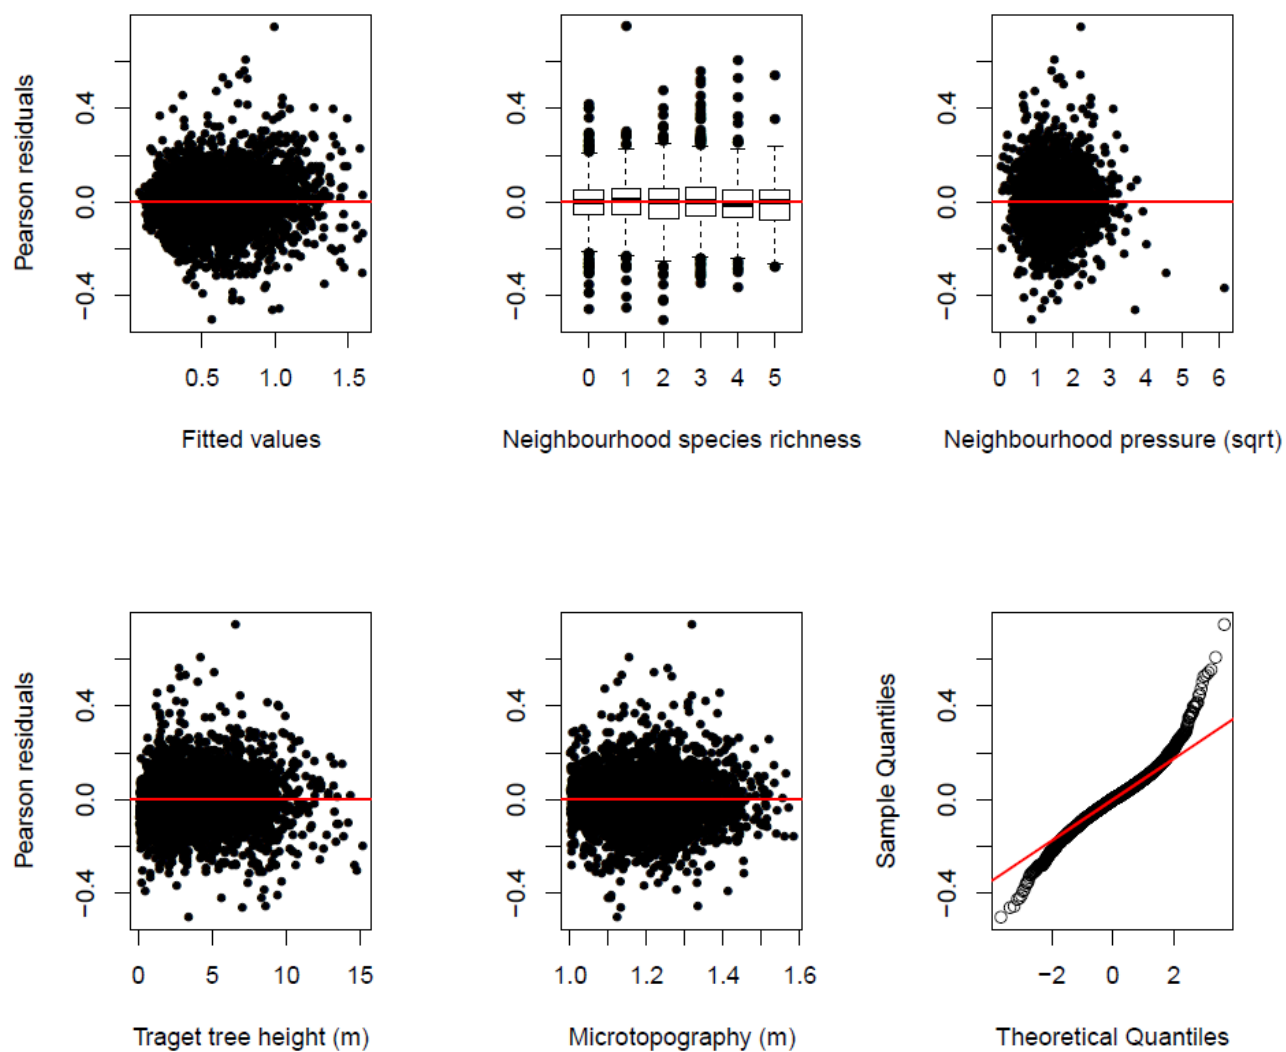 Pearson residuals
0.4
0.0
−0.4
0.5 1.0 1.5
Fitted values
0 1 2 3 4 5
Neighbourhood species richness
0.4
0.0
−0.4
0 1 2 3 4 5 6
Neighbourhood pressure (sqrt)
0.4
0.0
−0.4
Pearson residuals
0.4
0.0
−0.4
0 5 10 15
Traget tree height (m)
0.4
0.0
−0.4
1.0 1.2 1.4 1.6
Microtopography (m)
Sample Quantiles
0.4
0.0
−0.4
−2 0 2
Theoretical Quantiles